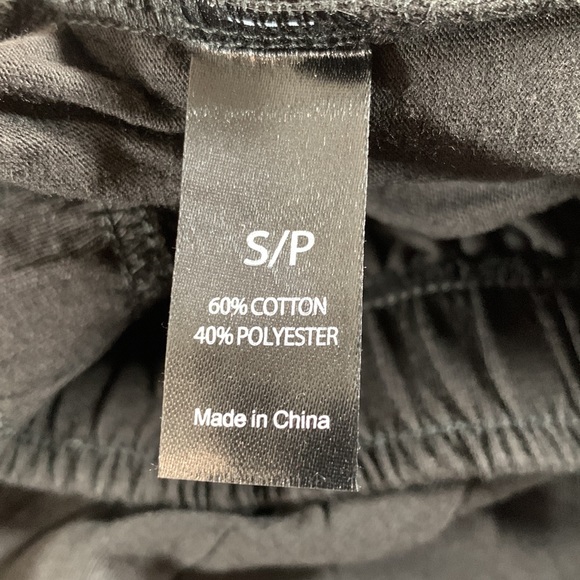 S/P
60% COTTON
40% POLYESTER
Made in China